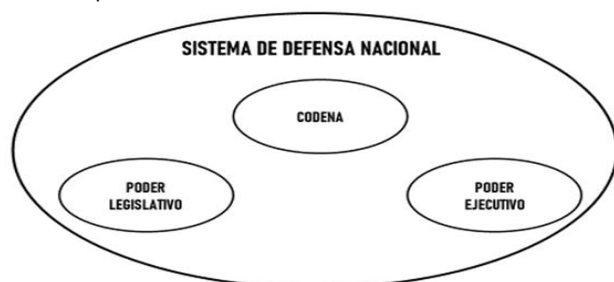 SISTEMA DE DEFENSA NACIONAL
CODENA
PODER
LEGISLATIVO
PODER
EJECUTIVO